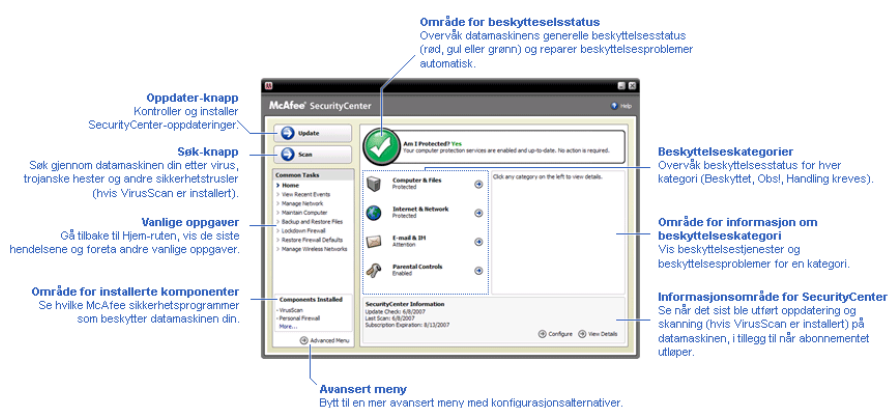 Område for beskytteselsstatus
Overvåk datamaskinens generelle beskyttelsesstatus
(rød, gul eller grønn) og reparer beskyttelsesproblemer
automatisk.
Oppdater-knapp
Kontroller og installer
SecurityCenter-oppdateringer.
Søk-knapp
Søk gjennom datamaskinen din etter virus,
trojanske hester og andre sikkerhetstrusler
(hvis VirusScan er installert).
Vanlige oppgaver
Gå tilbake til Hjem-ruten, vis de siste
hendelsene og foreta andre vanlige oppgaver.
Område for installerte komponenter
Se hvilke McAfee sikkerhetsprogrammer
som beskytter datamaskinen din.
McAfee® SecurityCenter
Help
Update
Scan
Common Tasks
> Home
> View Recent Events
> Manage Network
> Maintain Computer
> Backup and Restore Files
> Lockdown Firewall
> Restore Firewall Defaults
> Manage Wireless Networks
Components Installed
- VirusScan
- Personal Firewall
More...
Advanced Menu
Am I Protected? Yes
Your computer protection services are enabled and up-to-date. No action is required.
Computer & Files
Protected
Internet & Network
Protected
E-mail & IM
Attention
Parental Controls
Enabled
Click any category on the left to view details.
SecurityCenter Information
Update Check: 6/8/2007
Last Scan: 6/8/2007
Subscription Expiration: 8/13/2007
Configure
View Details
Beskyttelseskategorier
Overvåk beskyttelsesstatus for hver
kategori (Beskyttet, Obs!, Handling kreves).
Område for informasjon om
beskyttelseskategori
Vis beskyttelsestjenester og
beskyttelsesproblemer for en kategori.
Informasjonsområde for SecurityCenter
Se når det sist ble utført oppdatering og
skanning (hvis VirusScan er installert) på
datamaskinen, i tillegg til når abonnementet
utløper.
Avansert meny
Bytt til en mer avansert meny med konfigurasjonsalternativer.